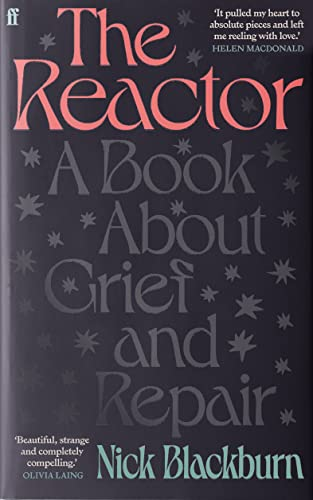 ff
‘It pulled my heart to
absolute pieces and left
me reeling with love.’
HELEN MACDONALD
The
Reactor
A Book
About
Grief
and
Repair
‘Beautiful, strange
and completely
compelling.’
OLIVIA LAING
Nick Blackburn